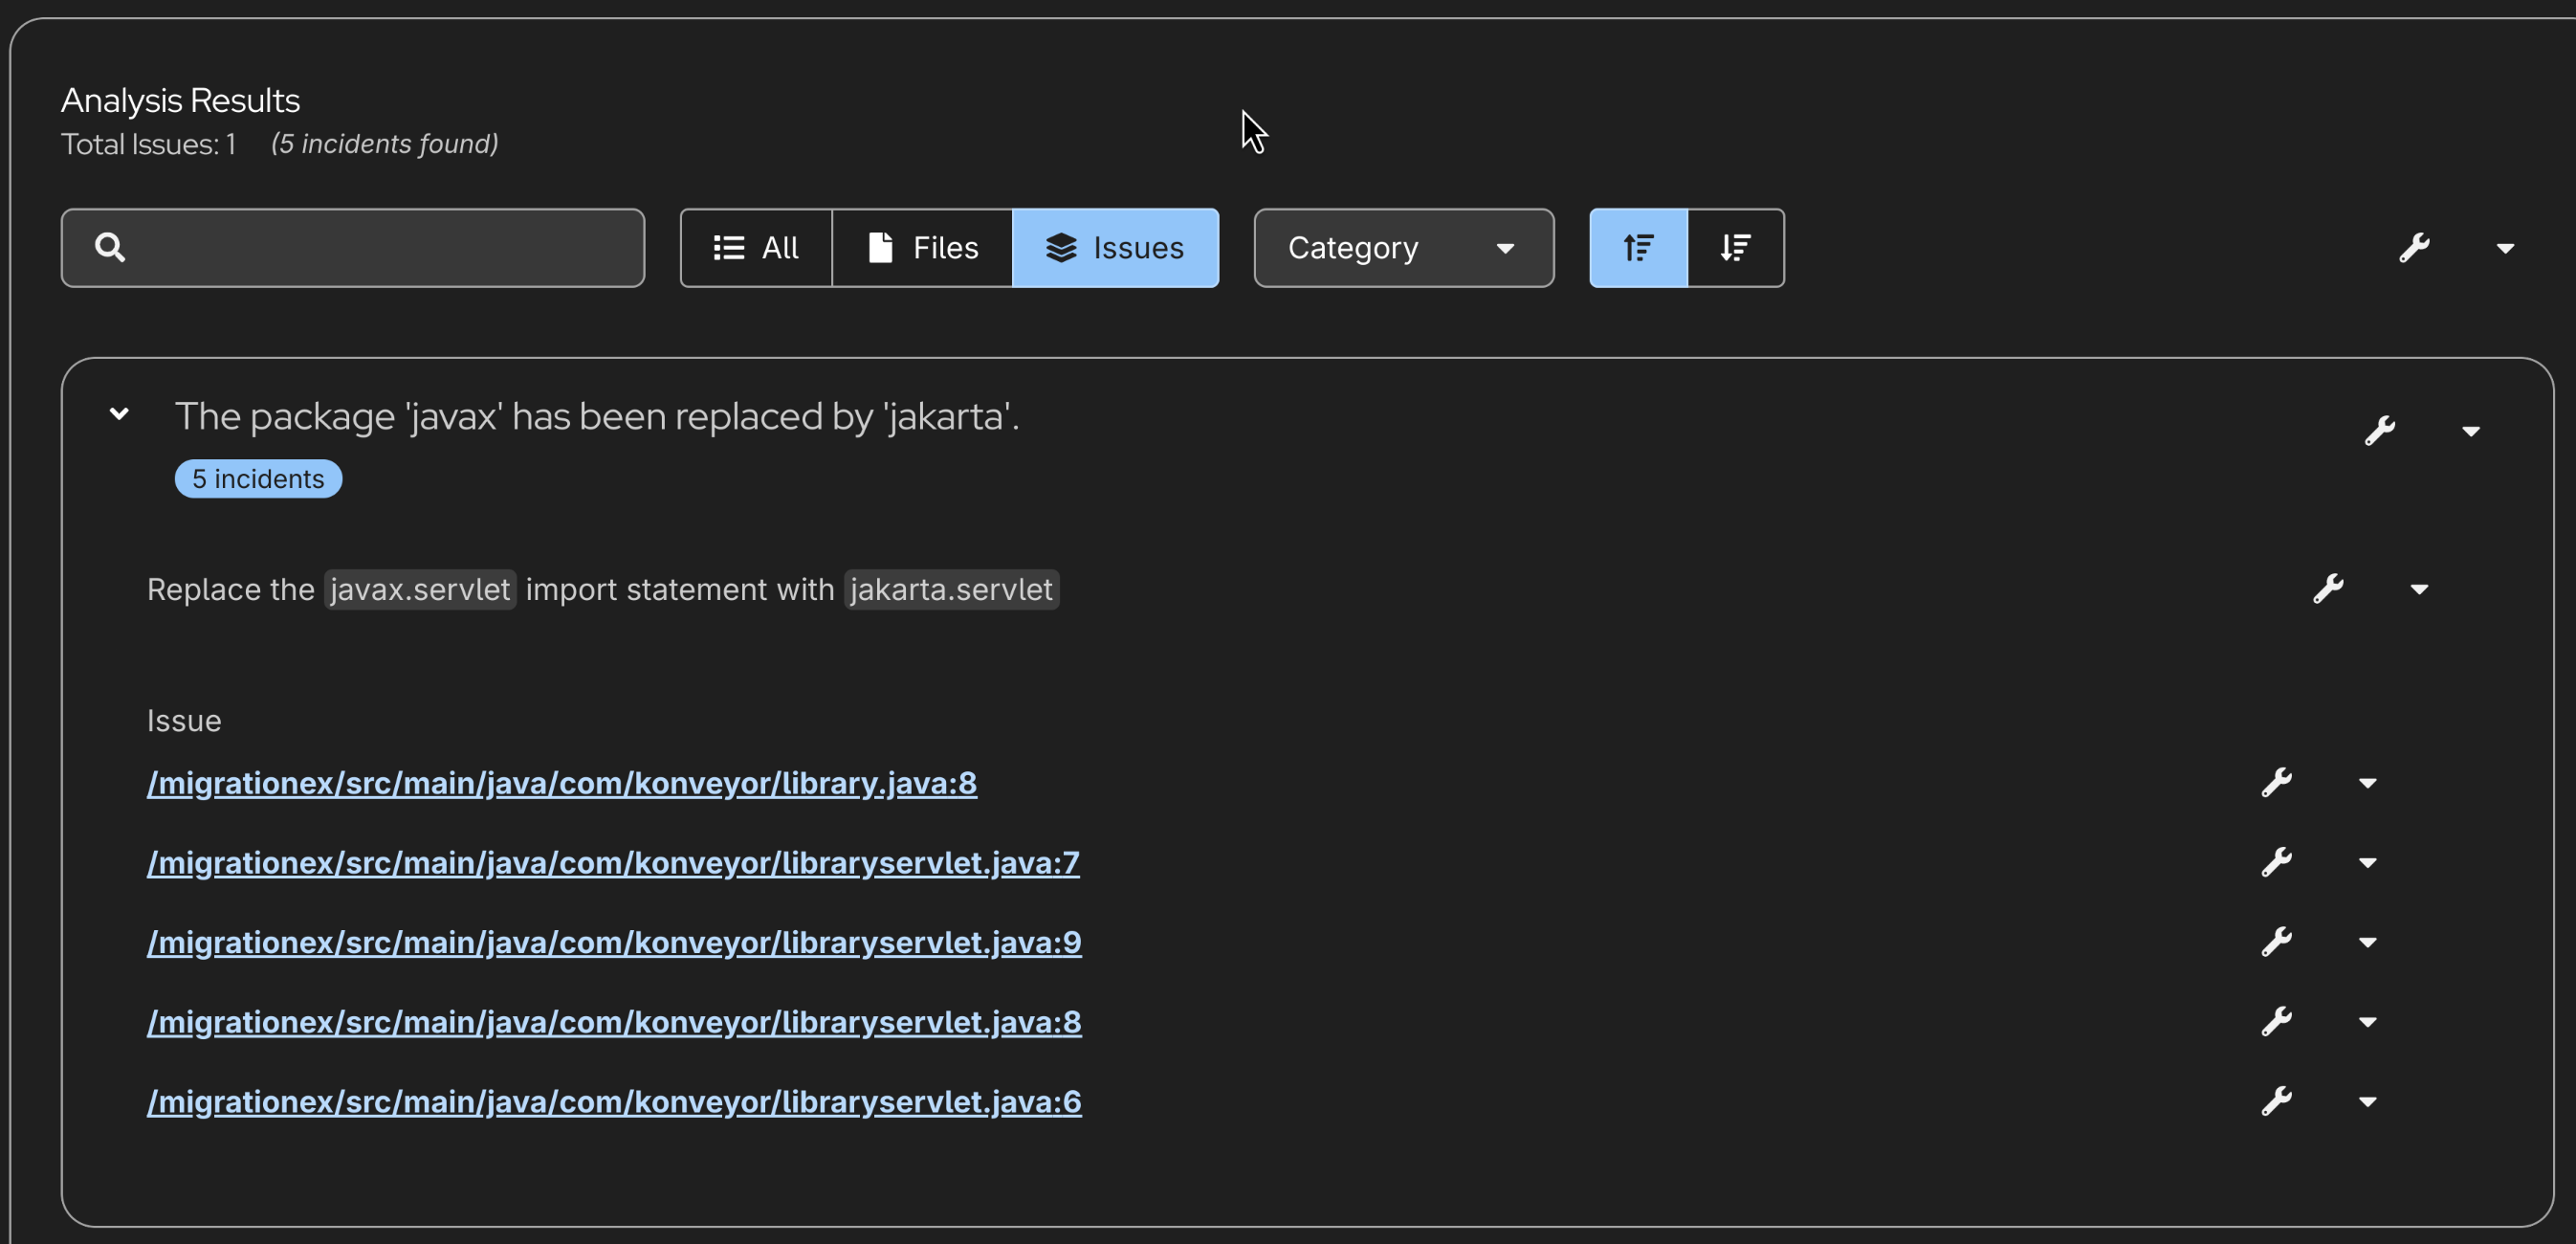 Analysis Results
Total Issues: 1 (5 incidents found)
All Files Issues Category
The package 'javax' has been replaced by 'jakarta'.
5 incidents
Replace the javax.servlet import statement with jakarta.servlet
Issue
/migrationex/src/main/java/com/konveyor/library.java:8
/migrationex/src/main/java/com/konveyor/libraryservlet.java:7
/migrationex/src/main/java/com/konveyor/libraryservlet.java:9
/migrationex/src/main/java/com/konveyor/libraryservlet.java:8
/migrationex/src/main/java/com/konveyor/libraryservlet.java:6